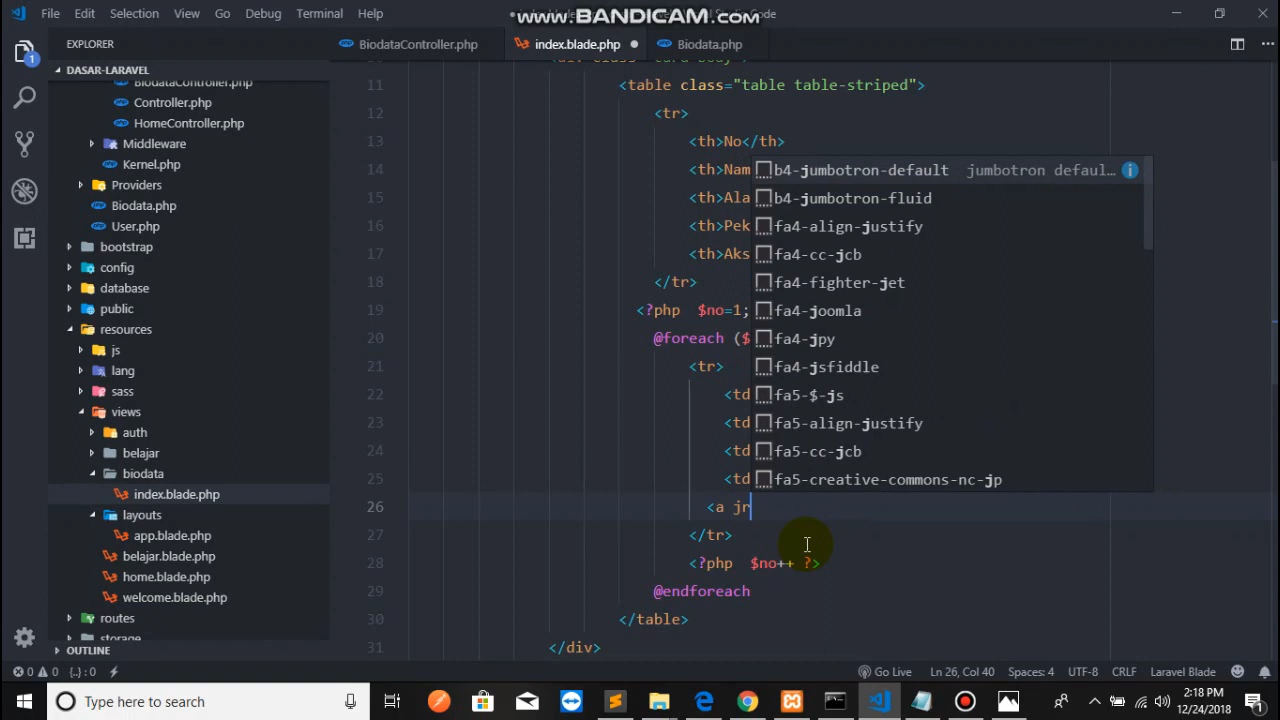 File Edit Selection View Go Debug Terminal Help
www.BANDICAM.com
Studio Code
EXPLORER
BiodataController.php
index.blade.php
Biodata.php
DASAR-LARAVEL
BiodataController.php
Controller.php
HomeController.php
Middleware
Kernel.php
Providers
Biodata.php
User.php
bootstrap
config
database
public
resources
js
lang
sass
views
auth
belajar
biodata
index.blade.php
layouts
app.blade.php
belajar.blade.php
home.blade.php
welcome.blade.php
routes
storage
OUTLINE
11 <table class="table table-striped">
12 <tr>
13 <th>No</th>
14 <th>Nam
15 <th>Ala
16 <th>Pek
17 <th>Aks
18 </tr>
19 <?php $no=1;
20 @foreach ($
21 <tr>
22 <td
23 <td
24 <td
25 <td
26 <a jr
27 </tr>
28 <?php $no++ ?>
29 @endforeach
30 </table>
31 </div>
b4-jumbotron-default jumbotron defaul…
b4-jumbotron-fluid
fa4-align-justify
fa4-cc-jcb
fa4-fighter-jet
fa4-joomla
fa4-jpy
fa4-jsfiddle
fa5-$-js
fa5-align-justify
fa5-cc-jcb
fa5-creative-commons-nc-jp
0 0 {..} : 0 Go Live Ln 26, Col 40 Spaces: 4 UTF-8 CRLF Laravel Blade
Type here to search
2:18 PM
12/24/2018